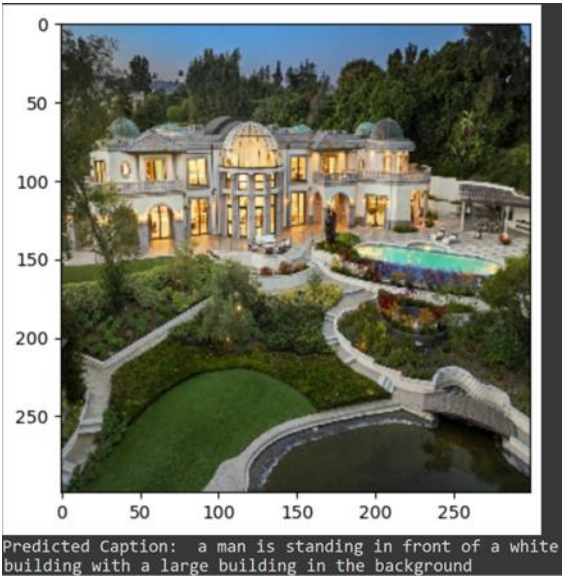 0
50
100
150
200
250
0 50 100 150 200 250
Predicted Caption:  a man is standing in front of a white
building with a large building in the background